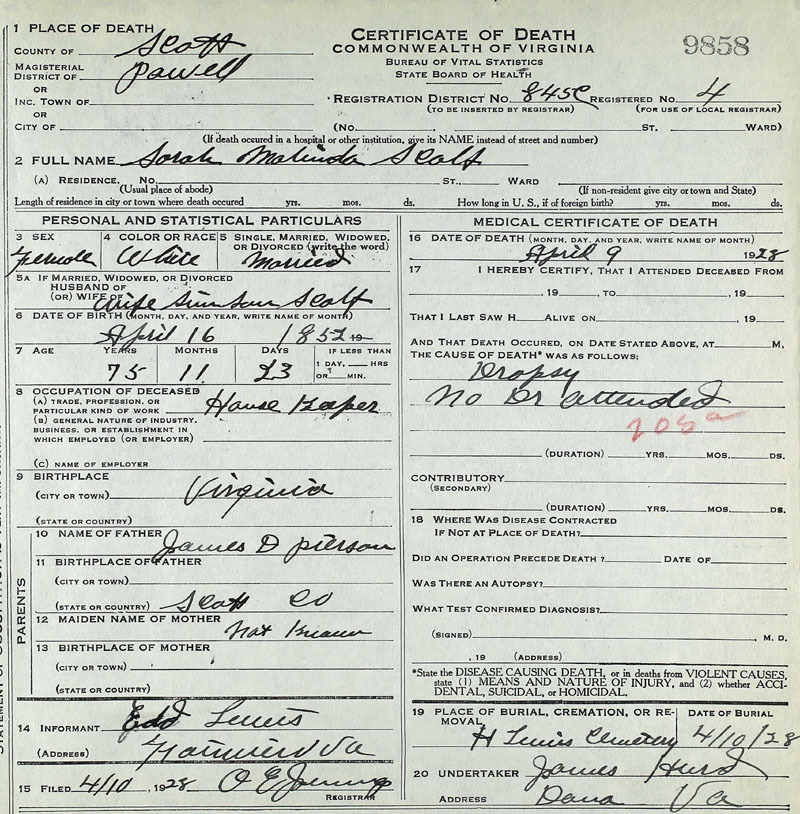 1 PLACE OF DEATH
COUNTY OF Scott
MAGISTERIAL
DISTRICT OF Powell
OR
INC. TOWN OF
OR
CITY OF
CERTIFICATE OF DEATH
COMMONWEALTH OF VIRGINIA
BUREAU OF VITAL STATISTICS
STATE BOARD OF HEALTH
9858
REGISTRATION DISTRICT NO. 845C REGISTERED NO. 4
(TO BE INSERTED BY REGISTRAR) (FOR USE OF LOCAL REGISTRAR)
(No. ST. WARD)
(If death occured in a hospital or other institution, give its NAME instead of street and number)
2 FULL NAME Sarah Malinda Scalf
(A) RESIDENCE, NO. ST., WARD
(Usual place of abode) (If non-resident give city or town and State)
Length of residence in city or town where death occured yrs. mos. ds. How long in U. S., if of foreign birth? yrs. mos. ds.
PERSONAL AND STATISTICAL PARTICULARS
3 SEX 4 COLOR OR RACE 5 SINGLE, MARRIED, WIDOWED,
OR DIVORCED (write the word)
Female White Married
5A IF MARRIED, WIDOWED, OR DIVORCED
HUSBAND OF
(OR) WIFE OF Wife Scalf
6 DATE OF BIRTH (MONTH, DAY, AND YEAR, WRITE NAME OF MONTH)
April 16 1852 19
7 AGE YEARS MONTHS DAYS IF LESS THAN
1 DAY, HRS
OR MIN.
75 11 23
8 OCCUPATION OF DECEASED
(A) TRADE, PROFESSION, OR
PARTICULAR KIND OF WORK House Keeper
(B) GENERAL NATURE OF INDUSTRY,
BUSINESS, OR ESTABLISHMENT IN
WHICH EMPLOYED (OR EMPLOYER)
(C) NAME OF EMPLOYER
9 BIRTHPLACE
(CITY OR TOWN) Virginia
(STATE OR COUNTRY)
PARENTS
10 NAME OF FATHER James D pierson
11 BIRTHPLACE OF FATHER
(CITY OR TOWN)
(STATE OR COUNTRY) Scott CO
12 MAIDEN NAME OF MOTHER
Not Known
13 BIRTHPLACE OF MOTHER
(CITY OR TOWN)
(STATE OR COUNTRY)
14 INFORMANT Edd Lewis
(ADDRESS) Va
15 FILED 4/10, 1928 O E
REGISTRAR
MEDICAL CERTIFICATE OF DEATH
16 DATE OF DEATH (MONTH, DAY, AND YEAR, WRITE NAME OF MONTH)
April 9 1928
17 I HEREBY CERTIFY, THAT I ATTENDED DECEASED FROM
, 19 , TO , 19
THAT I LAST SAW H ALIVE ON , 19
AND THAT DEATH OCCURED, ON DATE STATED ABOVE, AT M.
THE CAUSE OF DEATH* WAS AS FOLLOWS:
Dropsy
No Dr attended
205a
(DURATION) YRS. MOS. DS.
CONTRIBUTORY
(SECONDARY)
(DURATION) YRS. MOS. DS.
18 WHERE WAS DISEASE CONTRACTED
IF NOT AT PLACE OF DEATH?
DID AN OPERATION PRECEDE DEATH? DATE OF
WAS THERE AN AUTOPSY?
WHAT TEST CONFIRMED DIAGNOSIS?
(SIGNED) , M. D.
, 19 (ADDRESS)
*State the DISEASE CAUSING DEATH, or in deaths from VIOLENT CAUSES,
state (1) MEANS AND NATURE OF INJURY, and (2) whether ACCI-
DENTAL, SUICIDAL, or HOMICIDAL.
19 PLACE OF BURIAL, CREMATION, OR RE-
MOVAL, DATE OF BURIAL
H Lewis Cemetery 4/10/28
20 UNDERTAKER James Hurd
ADDRESS Dana Va